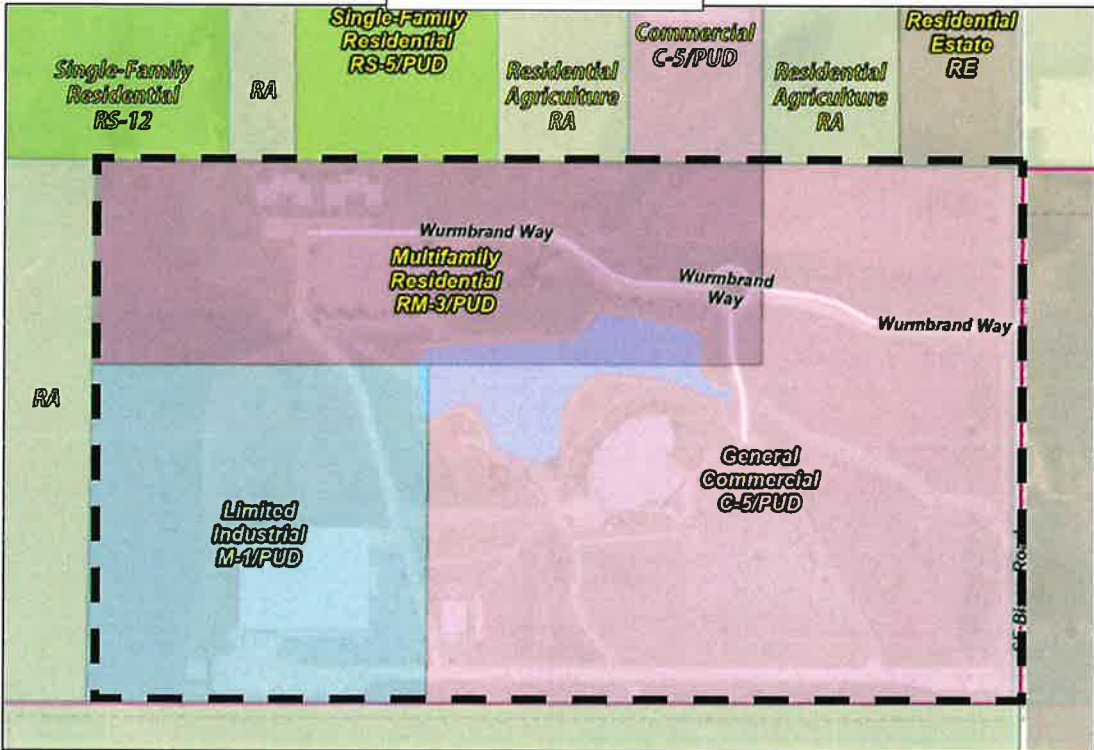 Single-Family
Residential
RS-12
RA
Single-Family
Residential
RS-5/PUD
Residential
Agriculture
RA
Commercial
C-5/PUD
Residential
Agriculture
RA
Residential
Estate
RE
Wurmbrand Way
Multifamily
Residential
RM-3/PUD
Wurmbrand
Way
Wurmbrand Way
RA
General
Commercial
C-5/PUD
Limited
Industrial
M-1/PUD
Road